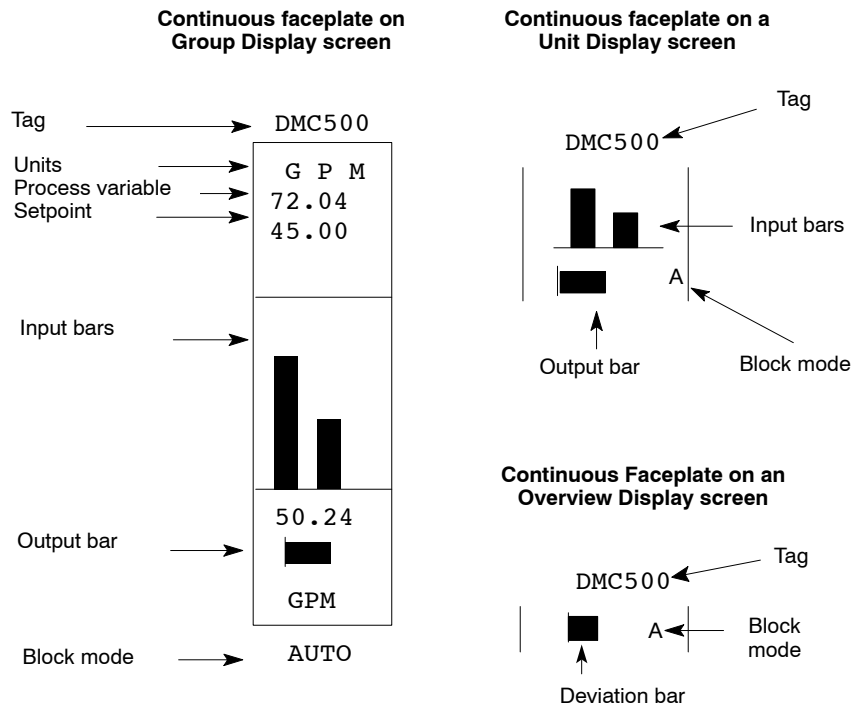 Continuous faceplate on
Group Display screen
Tag
DMC500
Units
G P M
Process variable
72.04
Setpoint
45.00
Input bars
50.24
Output bar
GPM
Block mode
AUTO
Continuous faceplate on a
Unit Display screen
Tag
DMC500
Input bars
A
Output bar
Block mode
Continuous Faceplate on an
Overview Display screen
Tag
DMC500
A
Block
mode
Deviation bar